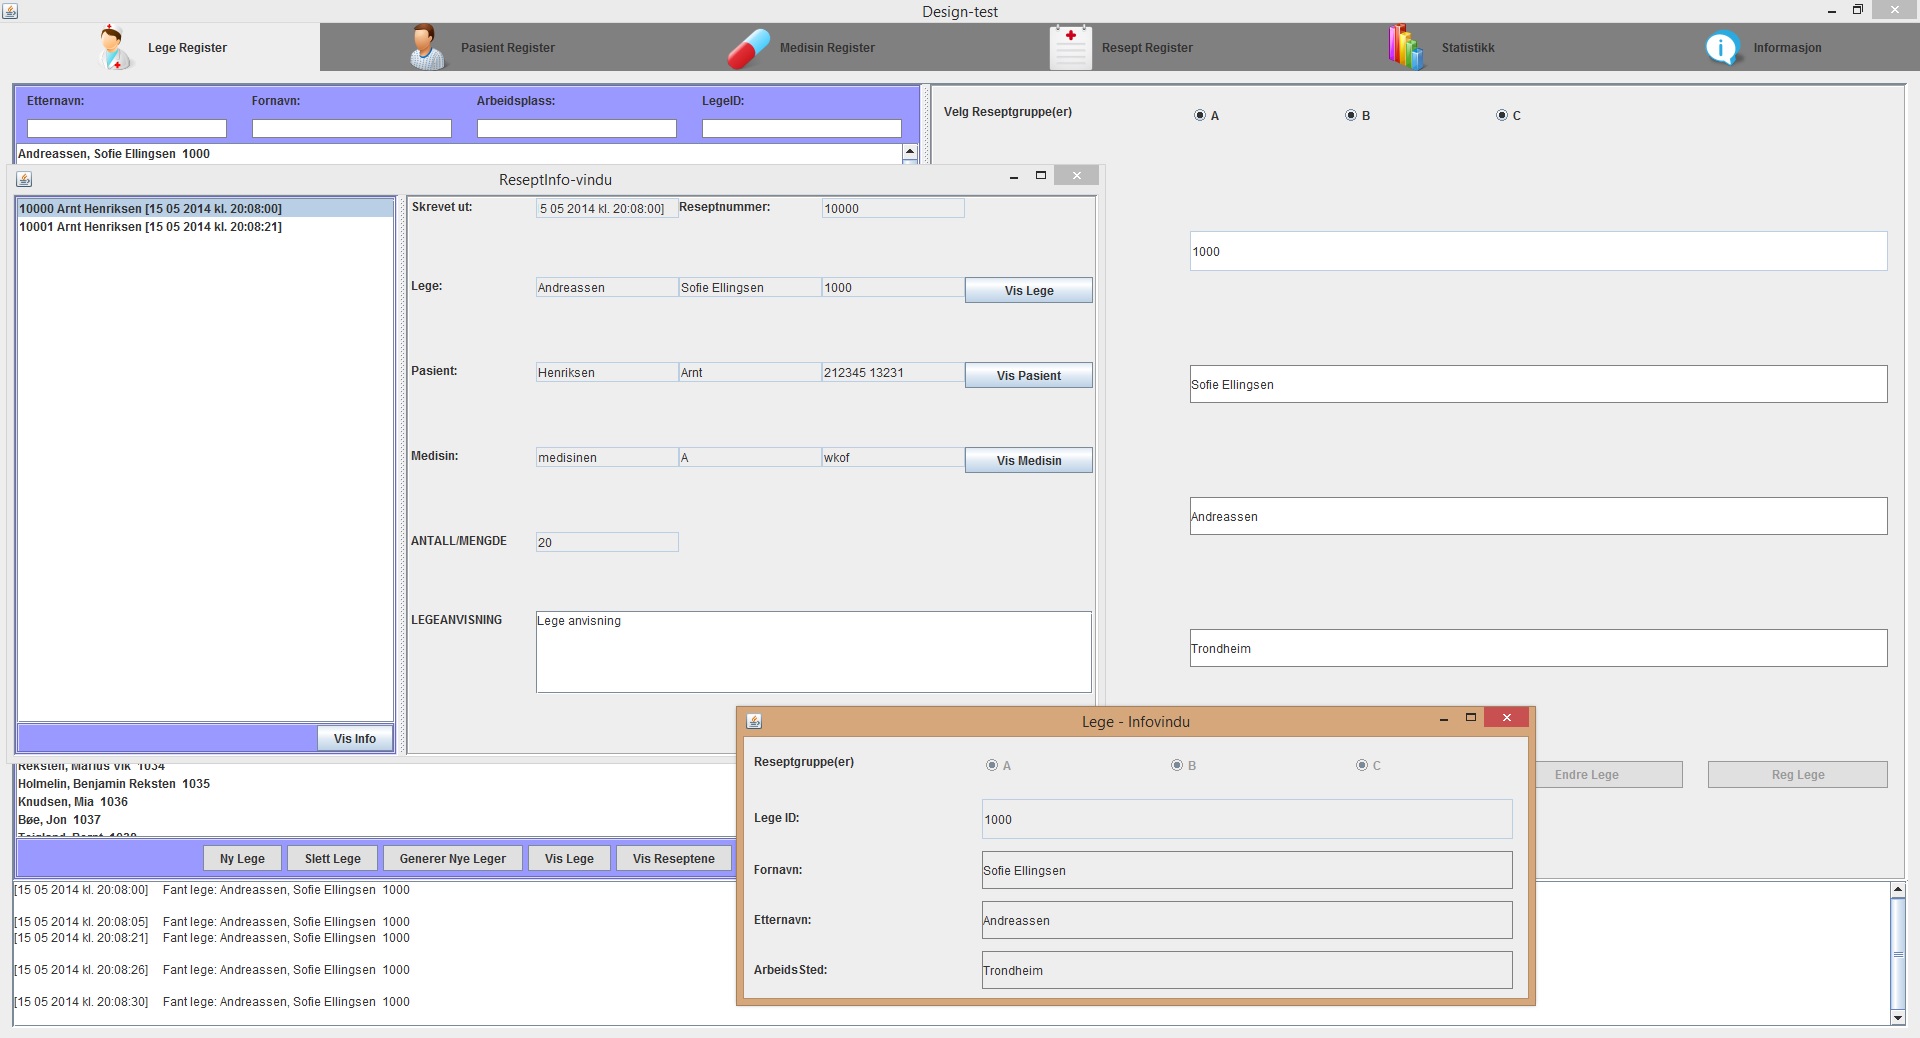 Design-test
Lege Register
Pasient Register
Medisin Register
Resept Register
Statistikk
Informasjon
Etternavn:
Fornavn:
Arbeidsplass:
LegeID:
Andreassen, Sofie Ellingsen 1000
Velg Reseptgruppe(er)
A
B
C
1000
Sofie Ellingsen
Andreassen
Trondheim
Endre Lege
Reg Lege
ReseptInfo-vindu
10000 Arnt Henriksen [15 05 2014 kl. 20:08:00]
10001 Arnt Henriksen [15 05 2014 kl. 20:08:21]
Vis Info
Skrevet ut: 5 05 2014 kl. 20:08:00] Reseptnummer: 10000
Lege: Andreassen Sofie Ellingsen 1000 Vis Lege
Pasient: Henriksen Arnt 212345 13231 Vis Pasient
Medisin: medisinen A wkof Vis Medisin
ANTALL/MENGDE 20
LEGEANVISNING Lege anvisning
Reksten, Marius Vik 1034
Holmelin, Benjamin Reksten 1035
Knudsen, Mia 1036
Bøe, Jon 1037
Ny Lege
Slett Lege
Generer Nye Leger
Vis Lege
Vis Reseptene
[15 05 2014 kl. 20:08:00] Fant lege: Andreassen, Sofie Ellingsen 1000
[15 05 2014 kl. 20:08:05] Fant lege: Andreassen, Sofie Ellingsen 1000
[15 05 2014 kl. 20:08:21] Fant lege: Andreassen, Sofie Ellingsen 1000
[15 05 2014 kl. 20:08:26] Fant lege: Andreassen, Sofie Ellingsen 1000
[15 05 2014 kl. 20:08:30] Fant lege: Andreassen, Sofie Ellingsen 1000
Lege - Infovindu
Reseptgruppe(er) A B C
Lege ID: 1000
Fornavn: Sofie Ellingsen
Etternavn: Andreassen
ArbeidsSted: Trondheim